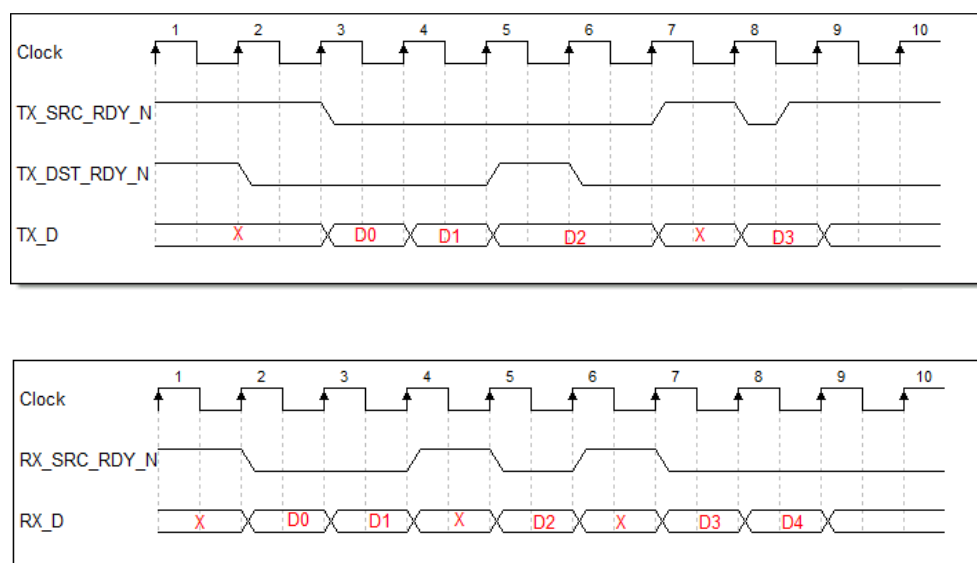 1 2 3 4 5 6 7 8 9 10
Clock
TX_SRC_RDY_N
TX_DST_RDY_N
TX_D X D0 D1 D2 X D3
1 2 3 4 5 6 7 8 9 10
Clock
RX_SRC_RDY_N
RX_D X D0 D1 X D2 X D3 D4